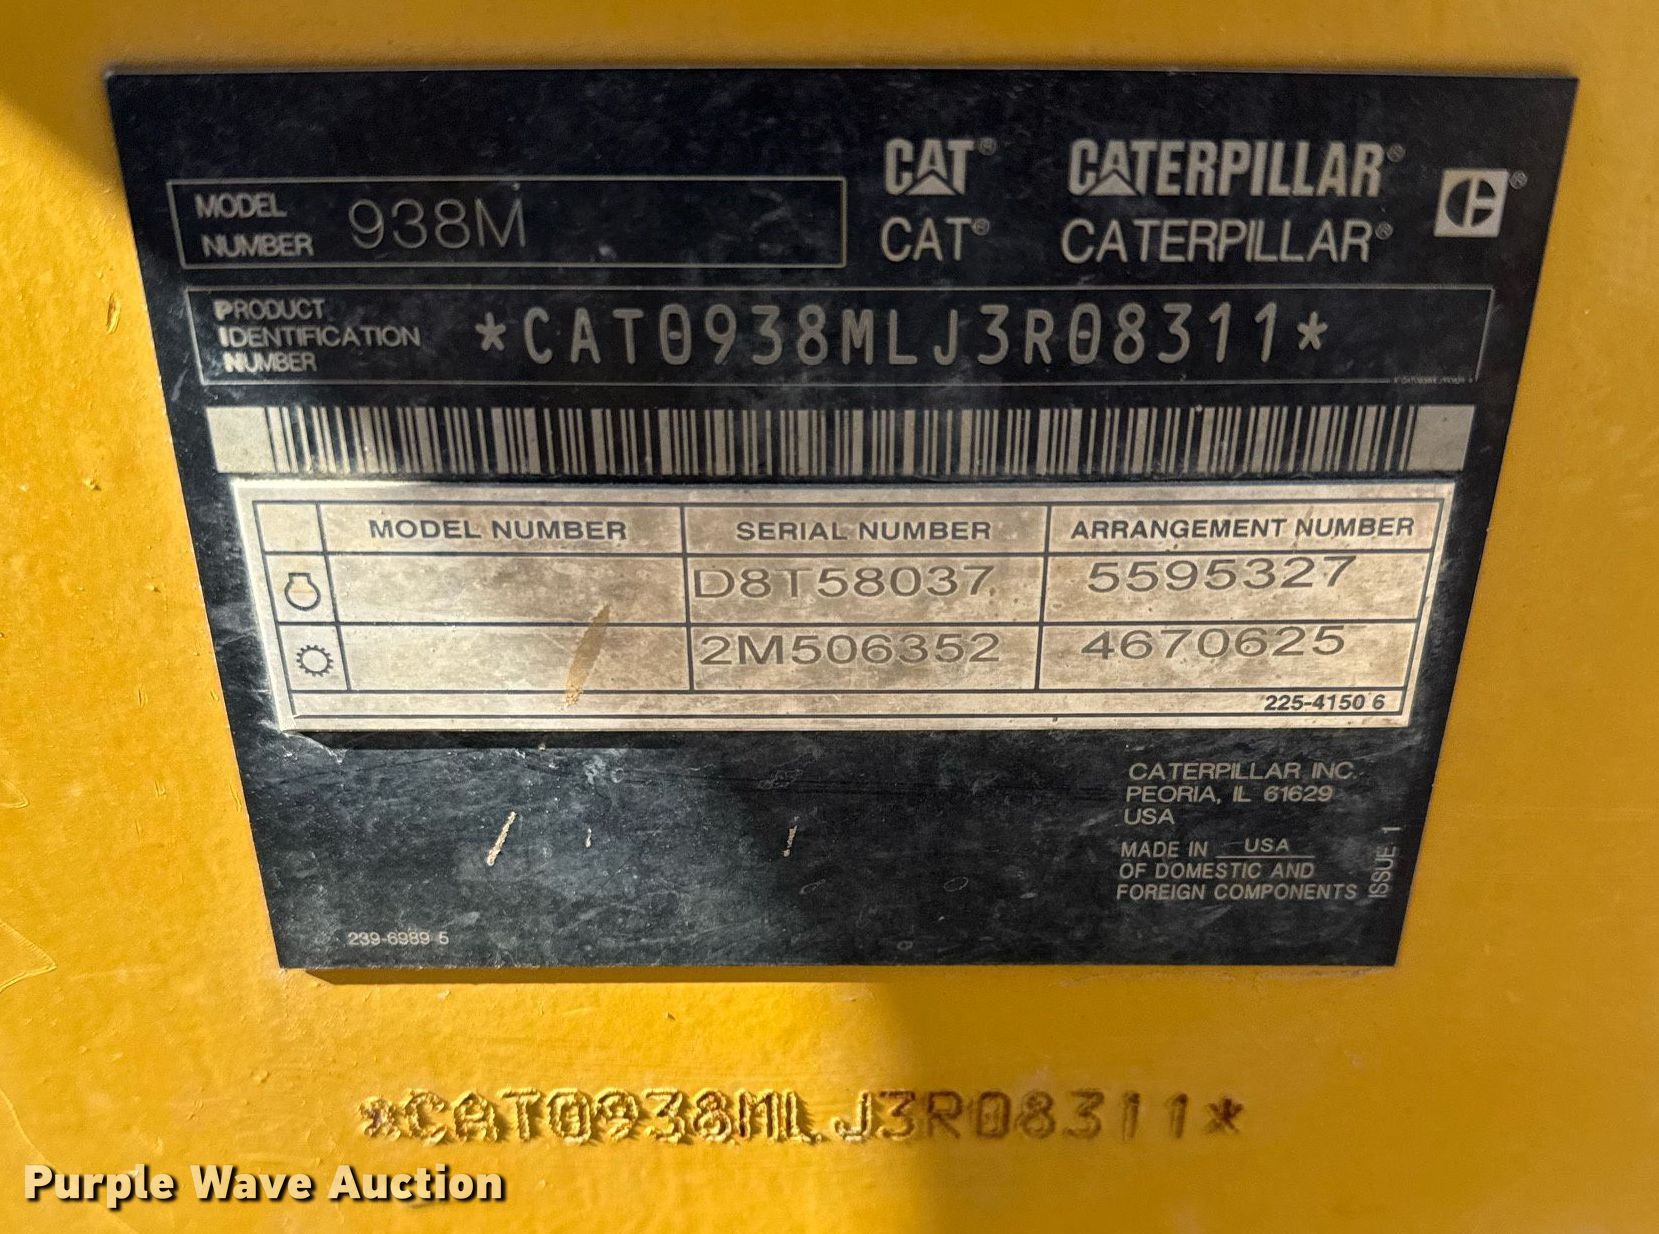 CAT® CATERPILLAR® ®
MODEL NUMBER 938M
CAT® CATERPILLAR®
PRODUCT IDENTIFICATION NUMBER *CAT0938MLJ3R08311*
MODEL NUMBER SERIAL NUMBER ARRANGEMENT NUMBER
D8T58037 5595327
2M506352 4670625
225-4150 6
CATERPILLAR INC.
PEORIA, IL 61629
USA
MADE IN USA
OF DOMESTIC AND
FOREIGN COMPONENTS
ISSUE 1
239-6989 5
*CAT0938MLJ3R08311*
Purple Wave Auction